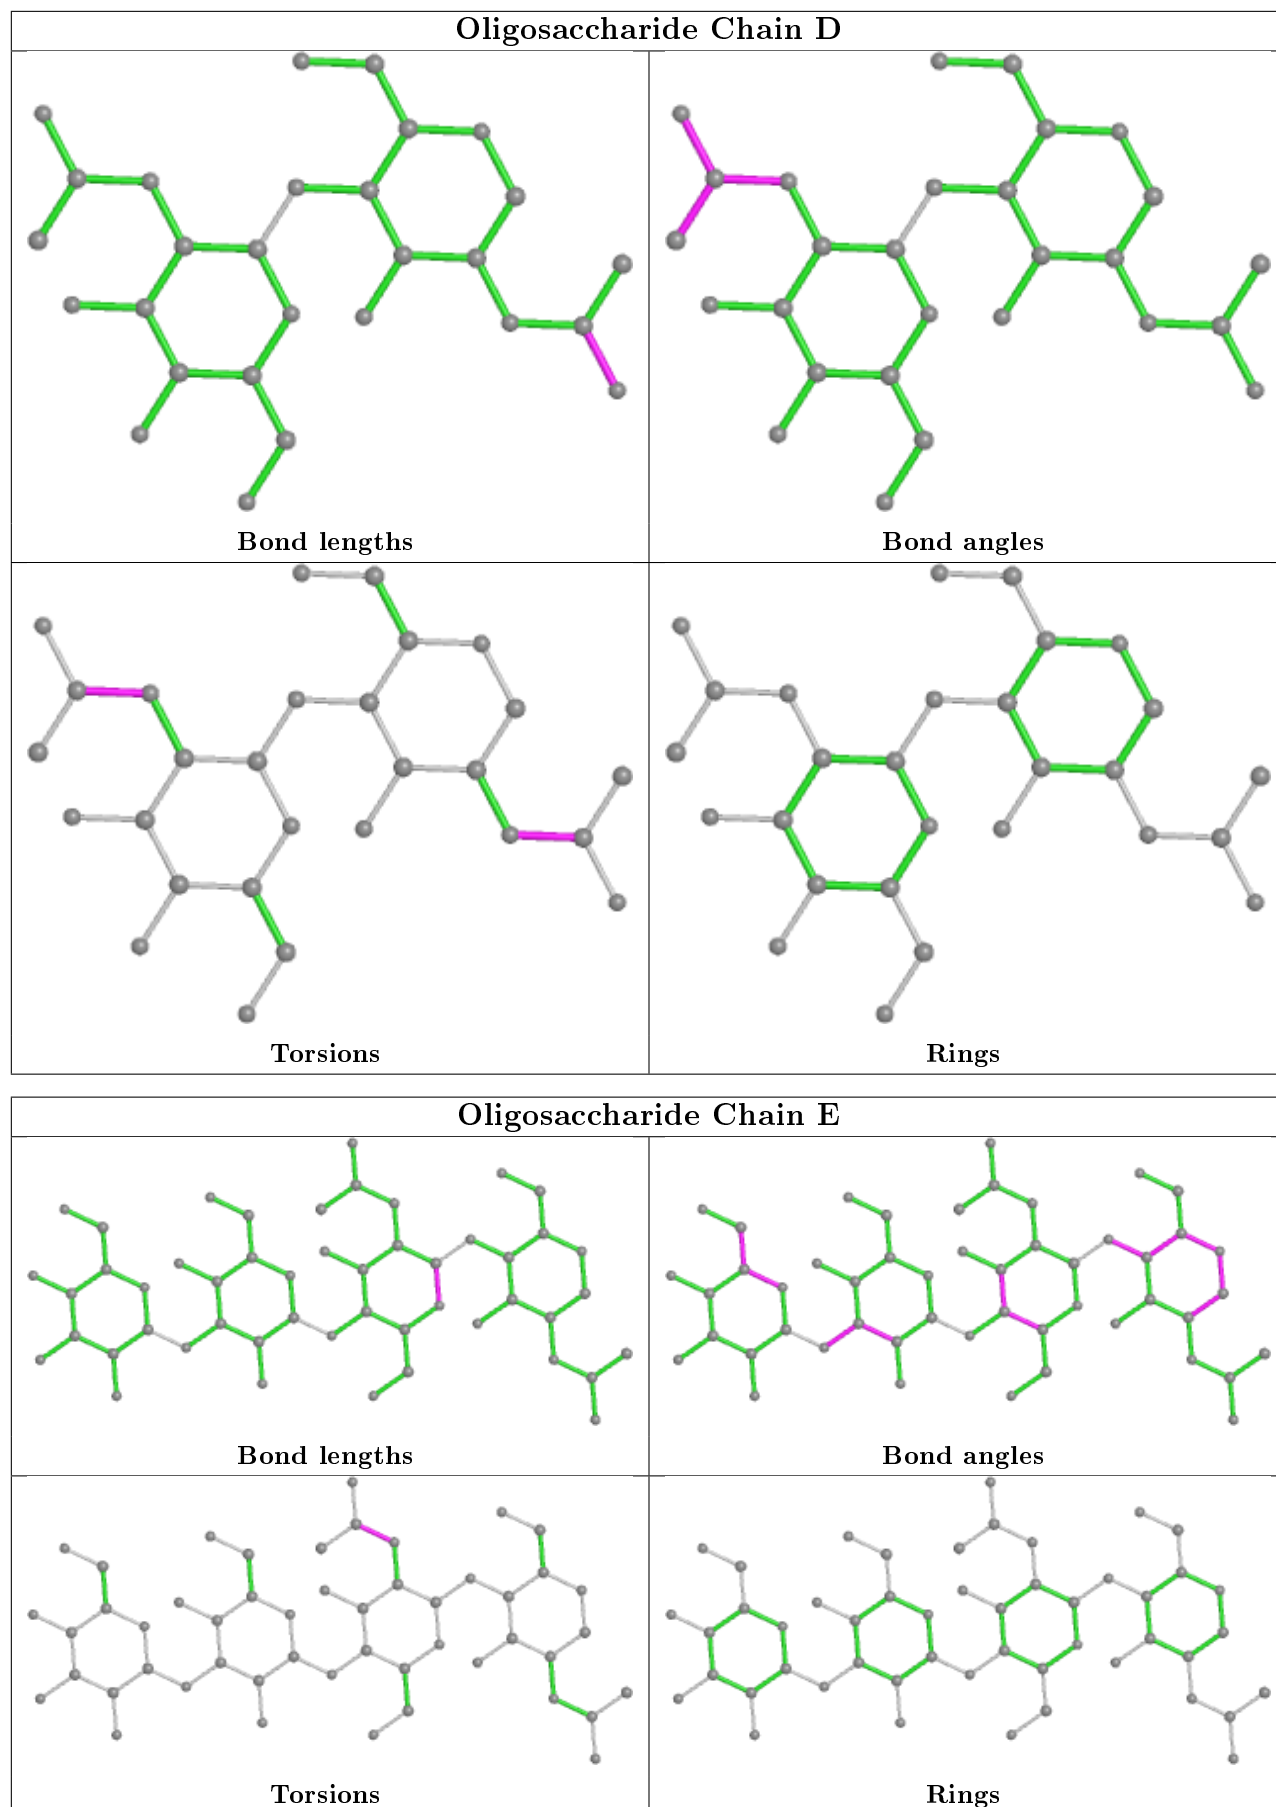 Oligosaccharide Chain D
Bond lengths
Bond angles
Torsions
Rings
Oligosaccharide Chain E
Bond lengths
Bond angles
Torsions
Rings